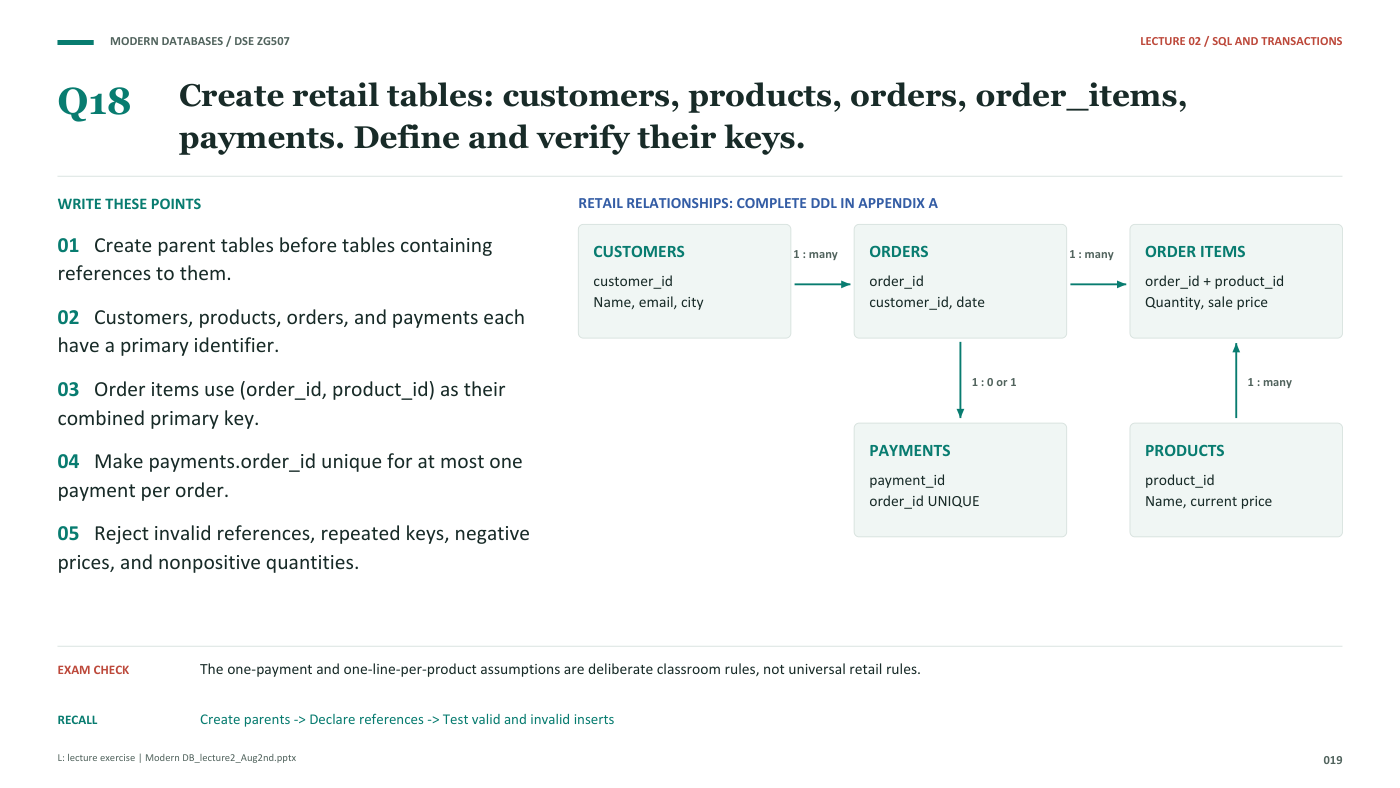 MODERN DATABASES / DSE ZG507
LECTURE 02 / SQL AND TRANSACTIONS
Q18
Create retail tables: customers, products, orders, order_items,
payments. Define and verify their keys.
WRITE THESE POINTS
01 Create parent tables before tables containing
references to them.
02 Customers, products, orders, and payments each
have a primary identifier.
03 Order items use (order_id, product_id) as their
combined primary key.
04 Make payments.order_id unique for at most one
payment per order.
05 Reject invalid references, repeated keys, negative
prices, and nonpositive quantities.
RETAIL RELATIONSHIPS: COMPLETE DDL IN APPENDIX A
CUSTOMERS
customer_id
Name, email, city
1 : many
ORDERS
order_id
customer_id, date
1 : many
ORDER ITEMS
order_id + product_id
Quantity, sale price
1 : 0 or 1
1 : many
PAYMENTS
payment_id
order_id UNIQUE
PRODUCTS
product_id
Name, current price
EXAM CHECK
The one-payment and one-line-per-product assumptions are deliberate classroom rules, not universal retail rules.
RECALL
Create parents -> Declare references -> Test valid and invalid inserts
L: lecture exercise | Modern DB_lecture2_Aug2nd.pptx
019